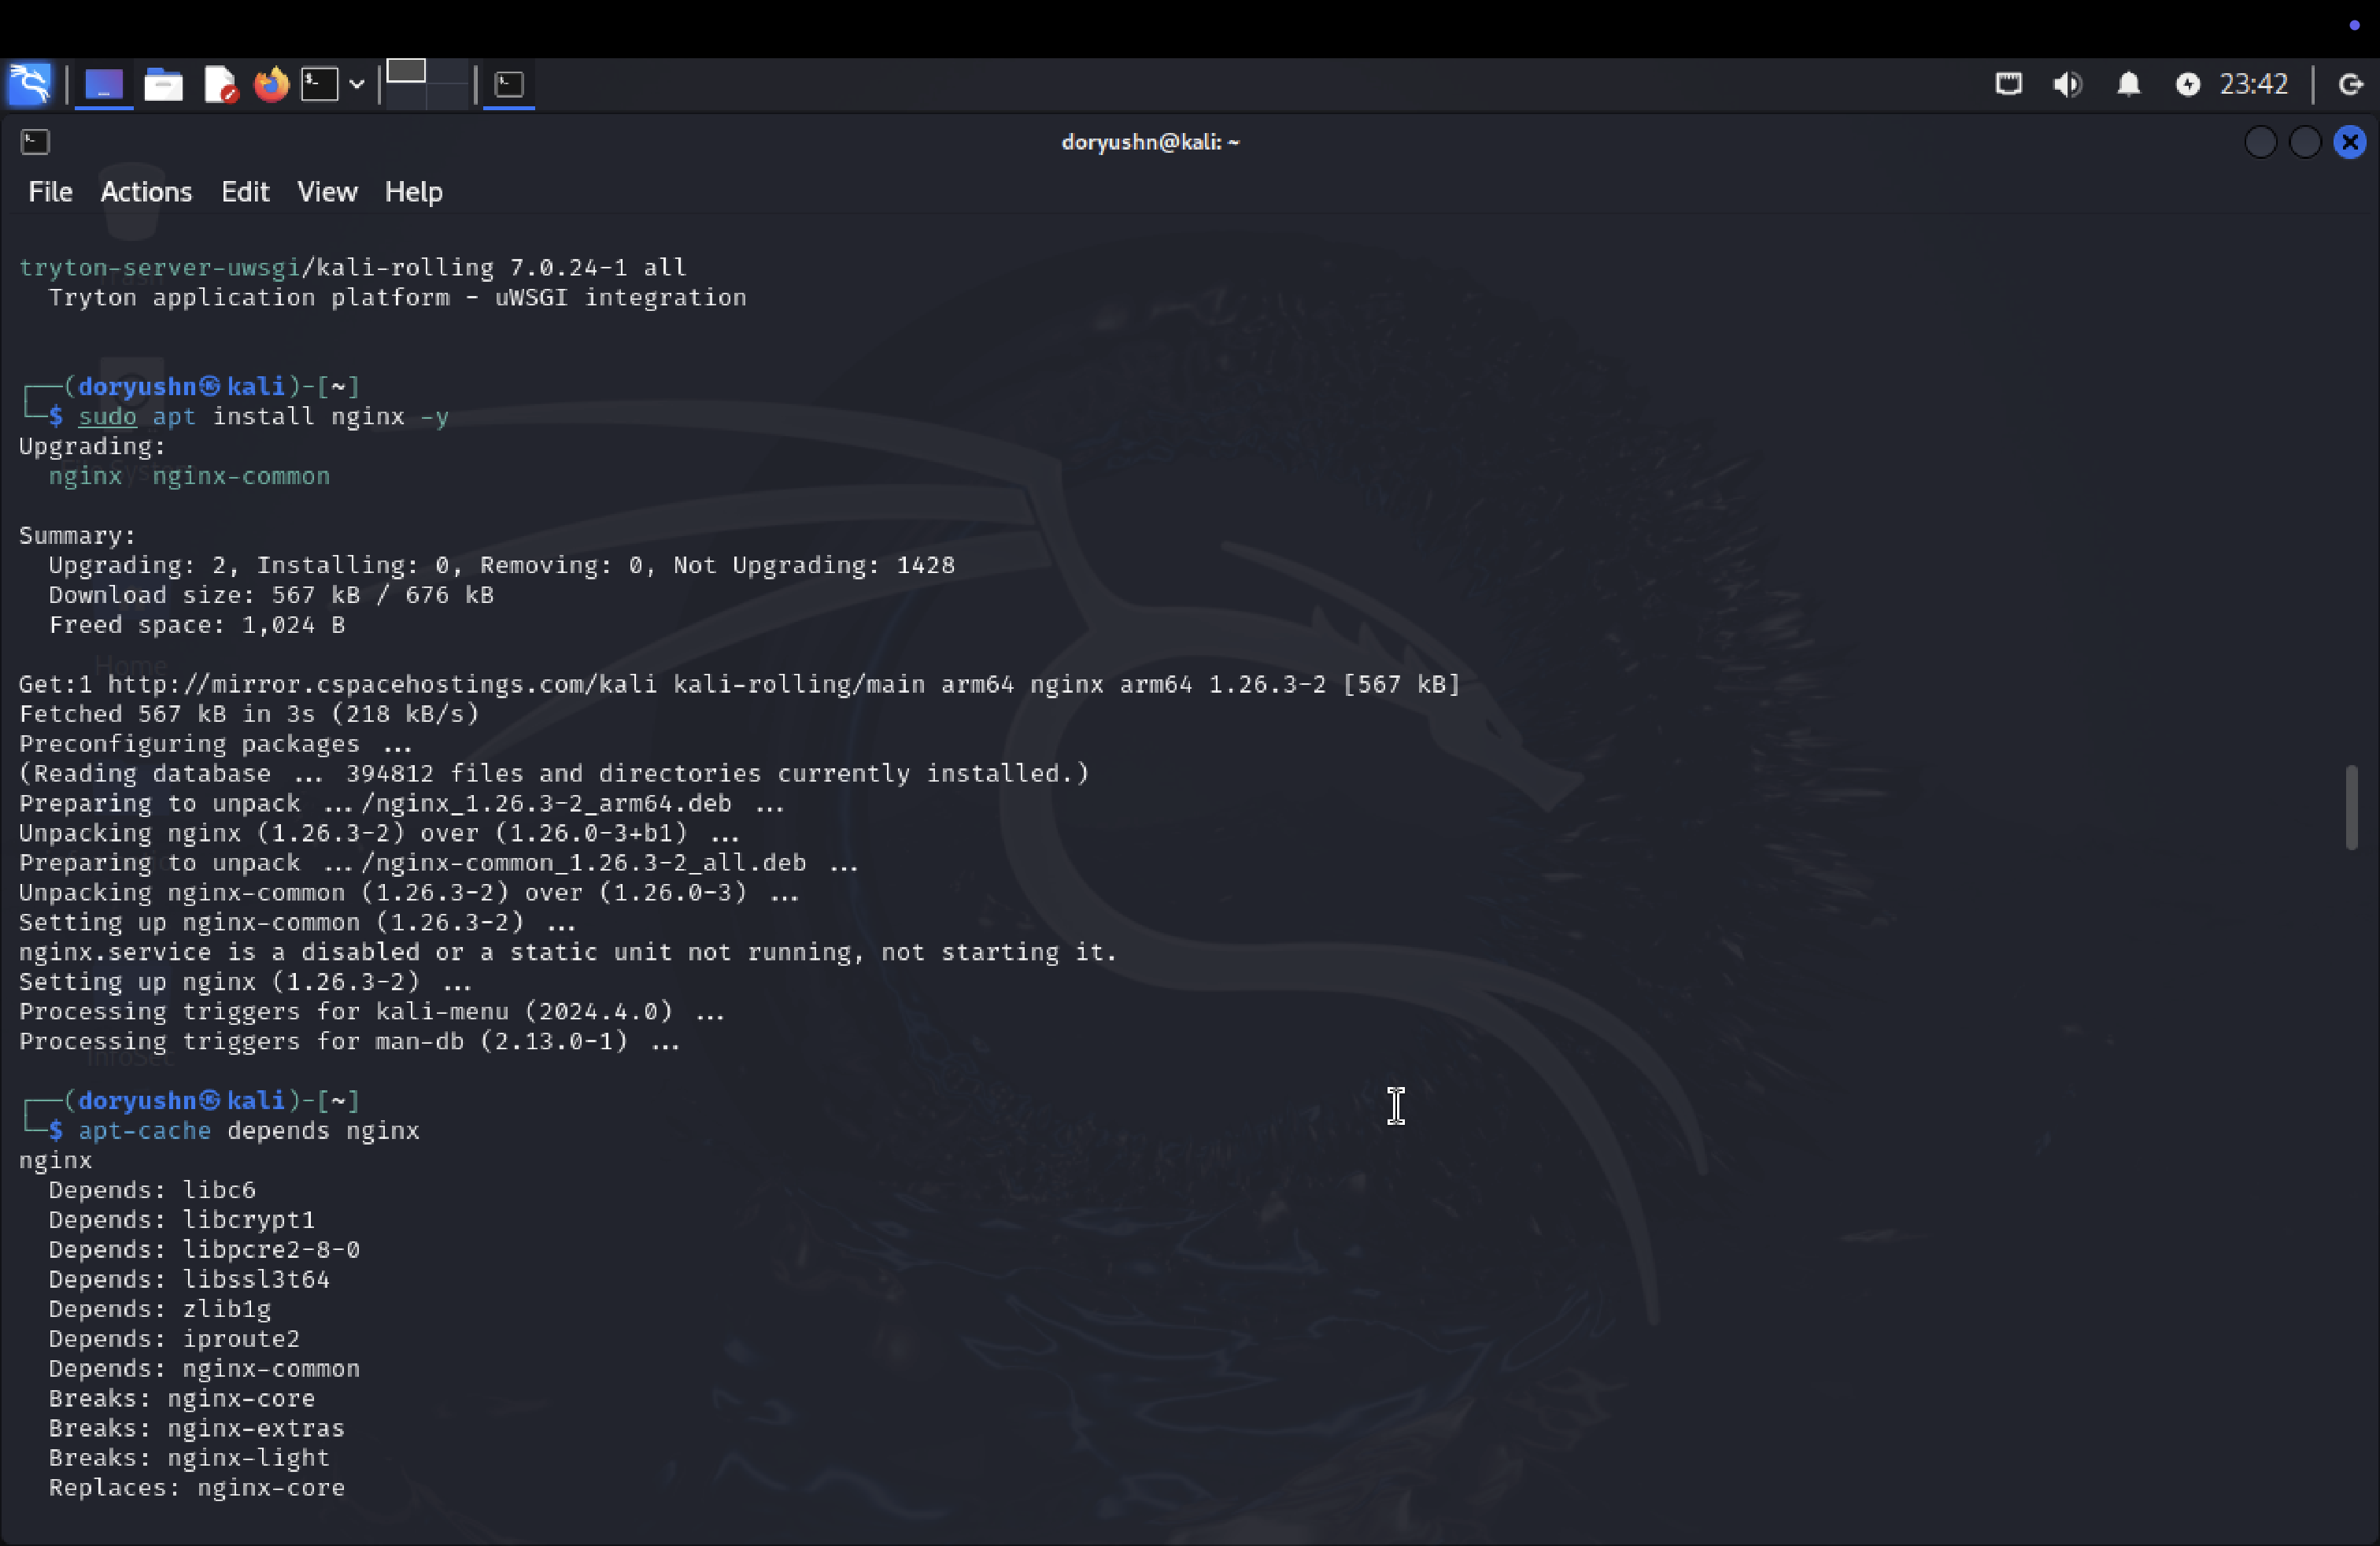 23:42
doryushn@kali: ~
File Actions Edit View Help
tryton-server-uwsgi/kali-rolling 7.0.24-1 all
  Tryton application platform - uWSGI integration
┌──(doryushn㉿kali)-[~]
└─$ sudo apt install nginx -y
Upgrading:
  nginx  nginx-common
Summary:
  Upgrading: 2, Installing: 0, Removing: 0, Not Upgrading: 1428
  Download size: 567 kB / 676 kB
  Freed space: 1,024 B
Home
Get:1 http://mirror.cspacehostings.com/kali kali-rolling/main arm64 nginx arm64 1.26.3-2 [567 kB]
Fetched 567 kB in 3s (218 kB/s)
Preconfiguring packages ...
(Reading database ... 394812 files and directories currently installed.)
Preparing to unpack .../nginx_1.26.3-2_arm64.deb ...
Unpacking nginx (1.26.3-2) over (1.26.0-3+b1) ...
Preparing to unpack .../nginx-common_1.26.3-2_all.deb ...
Unpacking nginx-common (1.26.3-2) over (1.26.0-3) ...
Setting up nginx-common (1.26.3-2) ...
nginx.service is a disabled or a static unit not running, not starting it.
Setting up nginx (1.26.3-2) ...
Processing triggers for kali-menu (2024.4.0) ...
Processing triggers for man-db (2.13.0-1) ...
InfoSec
┌──(doryushn㉿kali)-[~]
└─$ apt-cache depends nginx
nginx
  Depends: libc6
  Depends: libcrypt1
  Depends: libpcre2-8-0
  Depends: libssl3t64
  Depends: zlib1g
  Depends: iproute2
  Depends: nginx-common
  Breaks: nginx-core
  Breaks: nginx-extras
  Breaks: nginx-light
  Replaces: nginx-core